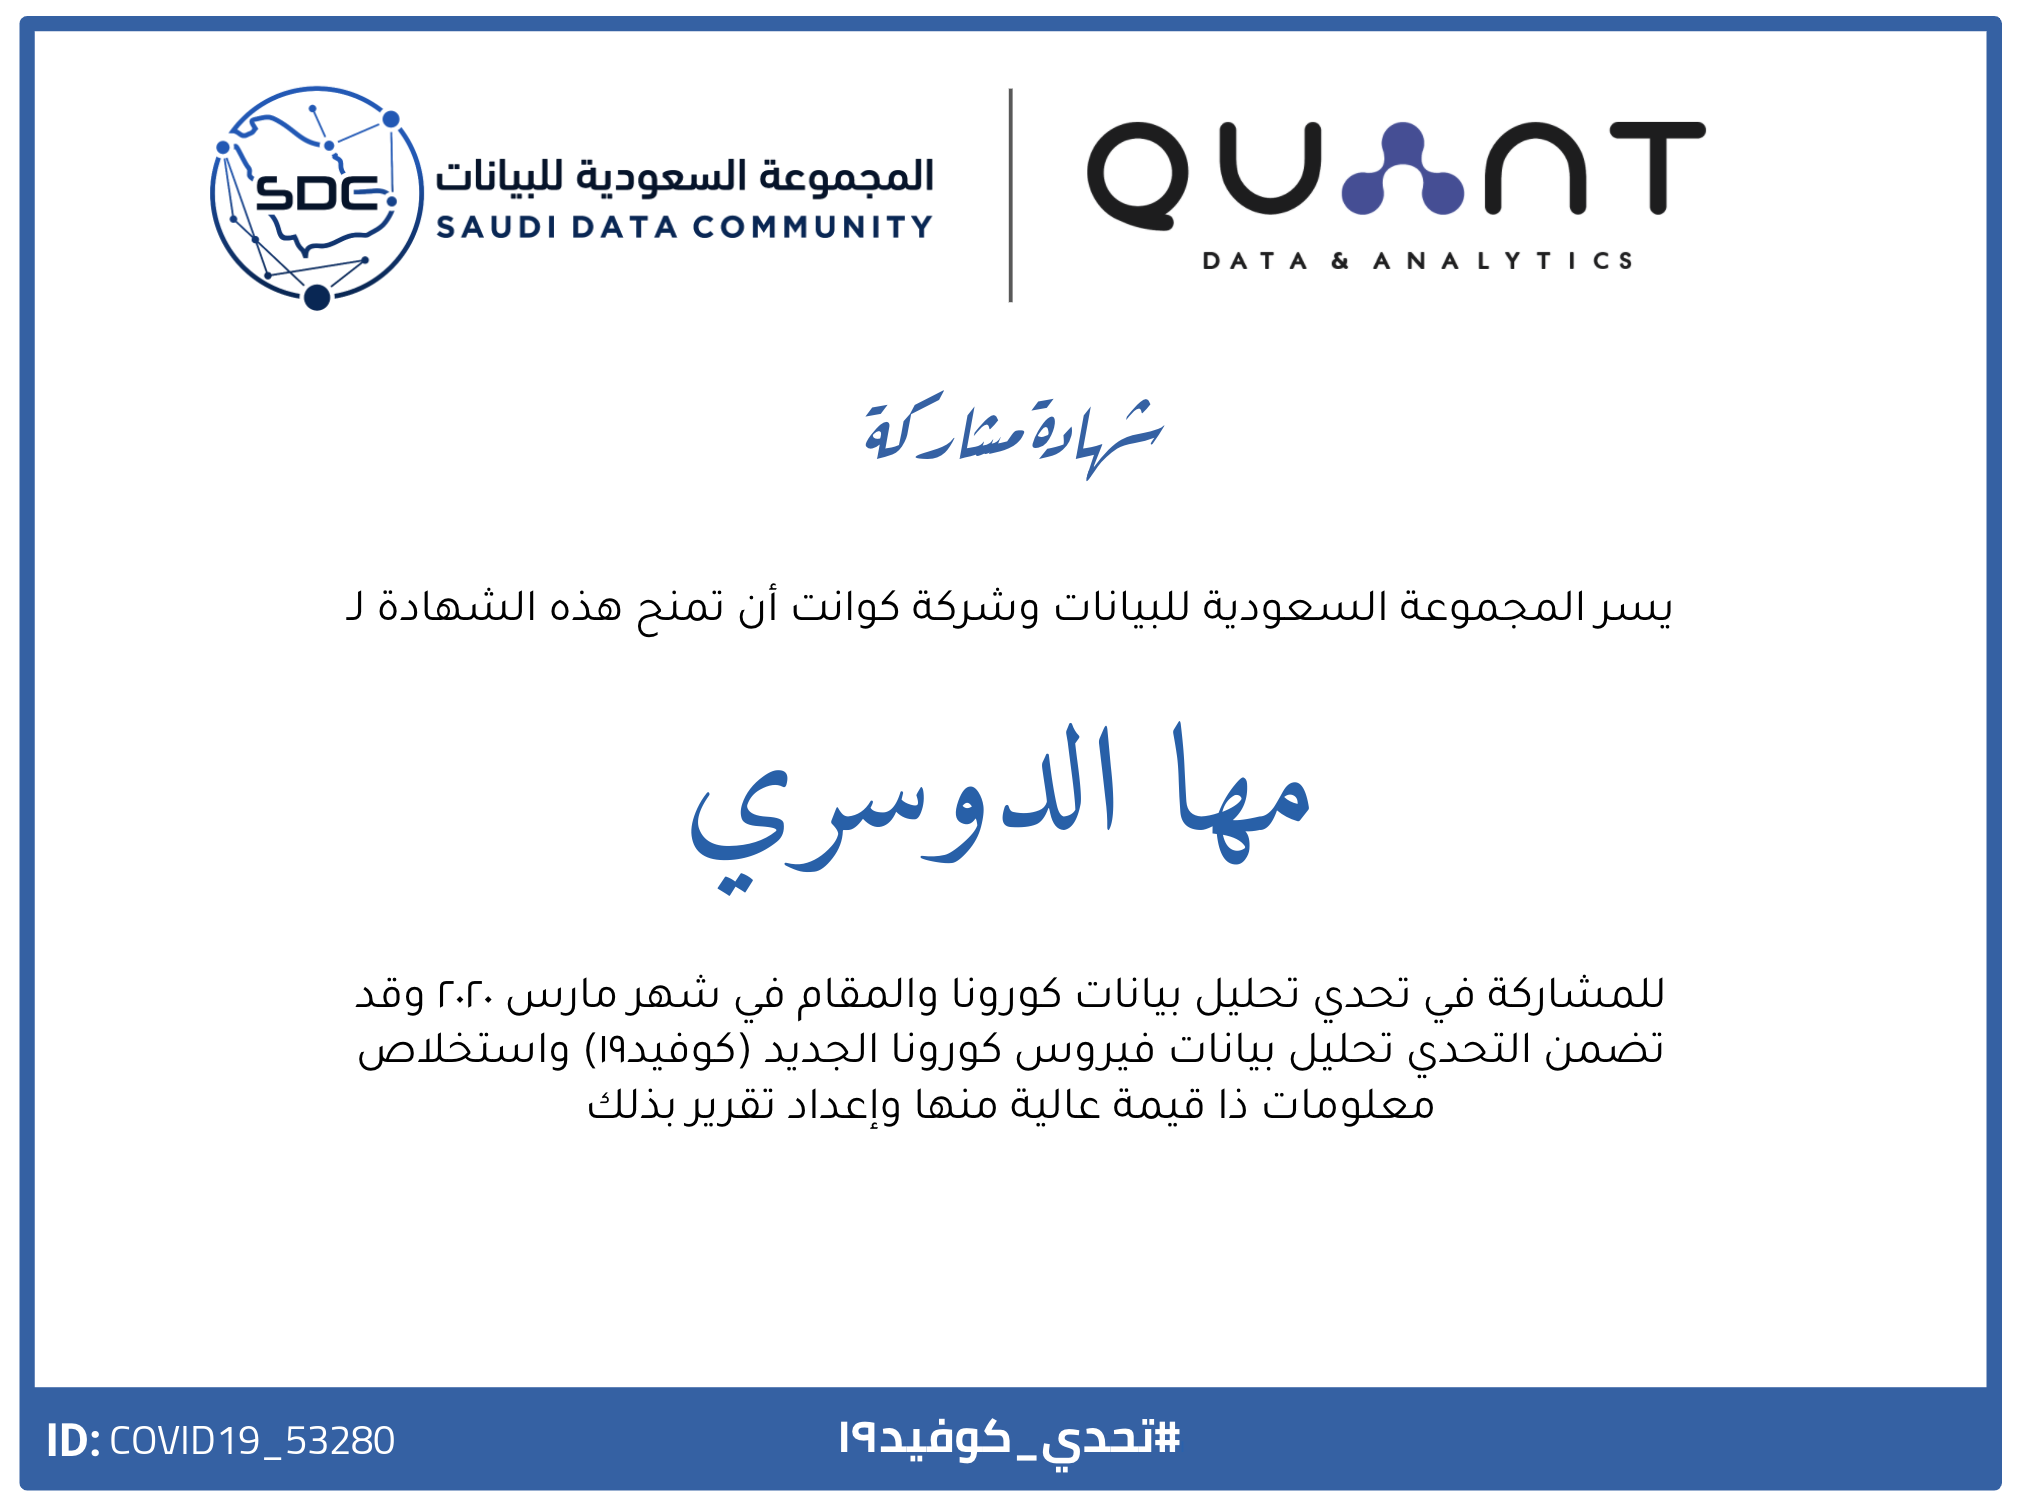 SDC
المجموعة السعودية للبيانات
SAUDI DATA COMMUNITY
QUANT
DATA & ANALYTICS
شهادة مشاركة
يسر المجموعة السعودية للبيانات وشركة كوانت أن تمنح هذه الشهادة لـ
مها الدوسري
للمشاركة في تحدي تحليل بيانات كورونا والمقام في شهر مارس ٢٠٢٠ وقد
تضمن التحدي تحليل بيانات فيروس كورونا الجديد (كوفيد١٩) واستخلاص
معلومات ذا قيمة عالية منها وإعداد تقرير بذلك
ID: COVID19_53280
#تحدي_كوفيد١٩